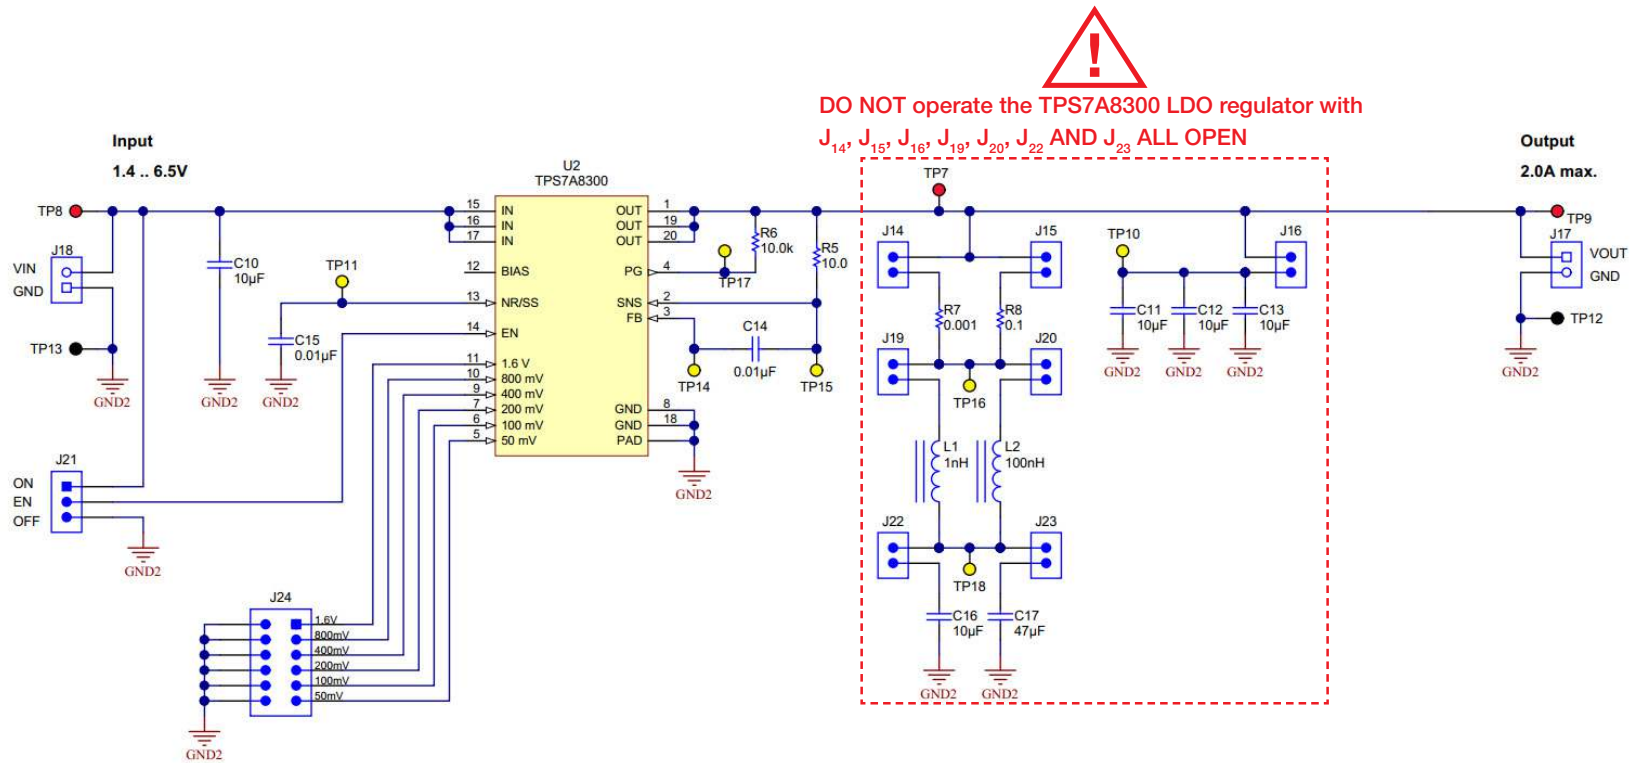 !
DO NOT operate the TPS7A8300 LDO regulator with
J14, J15, J16, J19, J20, J22 AND J23 ALL OPEN
Input
1.4 .. 6.5V
U2
TPS7A8300
Output
2.0A max.
TP8
J18
VIN
GND
TP13
GND2
C10
10µF
GND2
TP11
C15
0.01µF
GND2
15 IN
16 IN
17 IN
12 BIAS
13 NR/SS
14 EN
11 1.6 V
10 800 mV
9 400 mV
7 200 mV
6 100 mV
5 50 mV
OUT 1
OUT 19
OUT 20
PG 4
SNS 2
FB 3
GND 8
GND 18
PAD
GND2
TP17
R6
10.0k
R5
10.0
C14
0.01µF
TP14
TP15
TP7
J14
J15
R7
0.001
R8
0.1
J19
J20
TP16
L1
1nH
L2
100nH
J22
J23
TP18
C16
10µF
C17
47µF
GND2
GND2
TP10
J16
C11
10µF
C12
10µF
C13
10µF
GND2
GND2
GND2
TP9
J17
VOUT
GND
TP12
GND2
J21
ON
EN
OFF
GND2
J24
1.6V
800mV
400mV
200mV
100mV
50mV
GND2